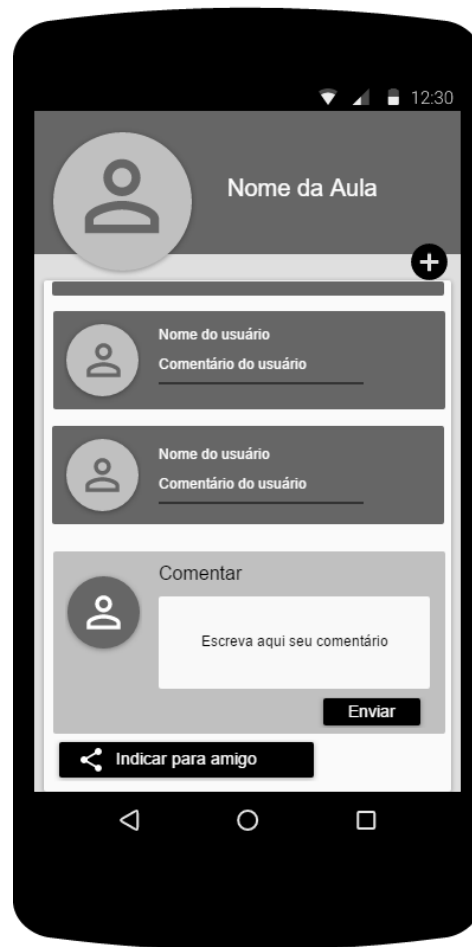 12:30
Nome da Aula
Nome do usuário
Comentário do usuário
Nome do usuário
Comentário do usuário
Comentar
Escreva aqui seu comentário
Enviar
Indicar para amigo